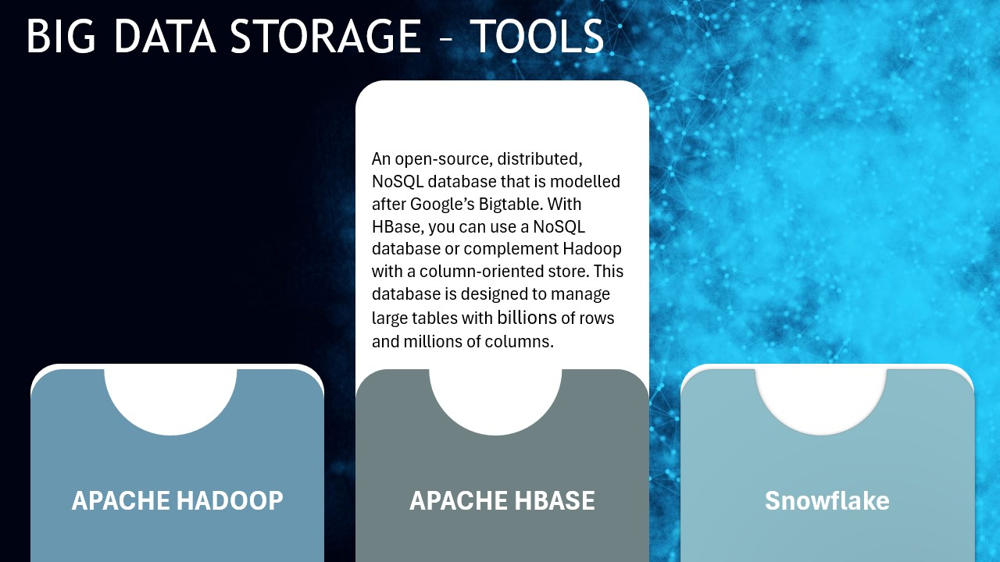 BIG DATA STORAGE – TOOLS
An open-source, distributed,
NoSQL database that is modelled
after Google’s Bigtable. With
HBase, you can use a NoSQL
database or complement Hadoop
with a column-oriented store. This
database is designed to manage
large tables with billions of rows
and millions of columns.
APACHE HADOOP
APACHE HBASE
Snowflake